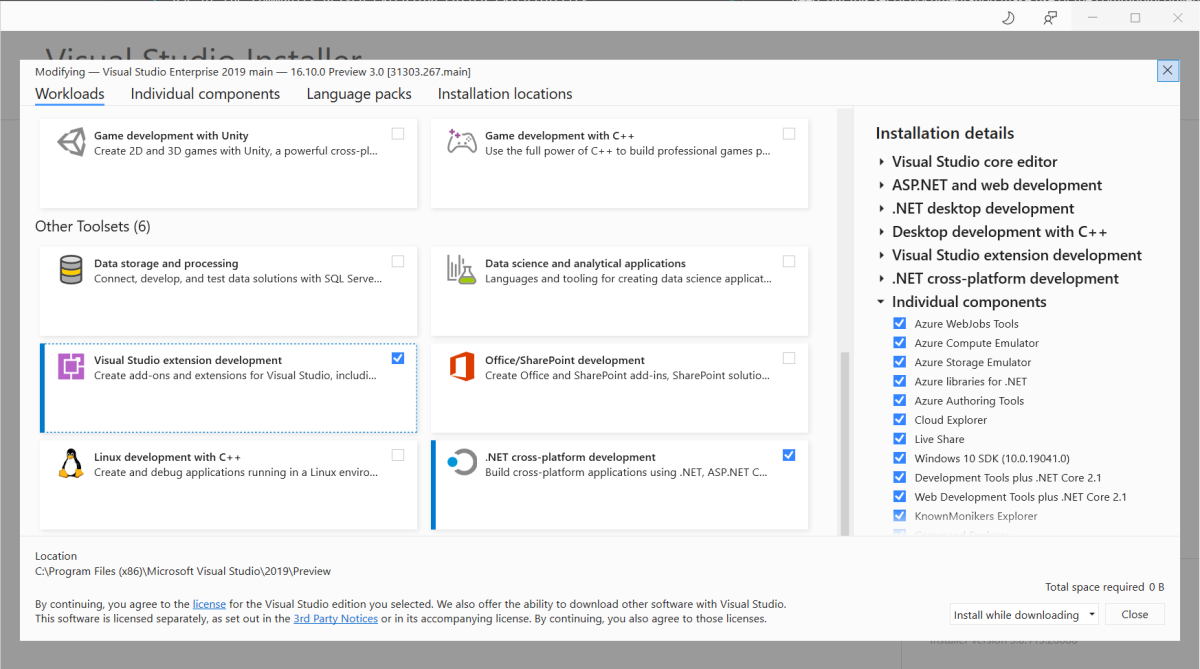 Visual Studio Installer
Modifying — Visual Studio Enterprise 2019 main — 16.10.0 Preview 3.0 [31303.267.main]
Workloads Individual components Language packs Installation locations
Game development with Unity
Create 2D and 3D games with Unity, a powerful cross-pl...
Game development with C++
Use the full power of C++ to build professional games p...
Other Toolsets (6)
Data storage and processing
Connect, develop, and test data solutions with SQL Serve...
Data science and analytical applications
Languages and tooling for creating data science applicat...
Visual Studio extension development
Create add-ons and extensions for Visual Studio, includi...
Office/SharePoint development
Create Office and SharePoint add-ins, SharePoint solutio...
Linux development with C++
Create and debug applications running in a Linux enviro...
.NET cross-platform development
Build cross-platform applications using .NET, ASP.NET C...
Installation details
Visual Studio core editor
ASP.NET and web development
.NET desktop development
Desktop development with C++
Visual Studio extension development
.NET cross-platform development
Individual components
Azure WebJobs Tools
Azure Compute Emulator
Azure Storage Emulator
Azure libraries for .NET
Azure Authoring Tools
Cloud Explorer
Live Share
Windows 10 SDK (10.0.19041.0)
Development Tools plus .NET Core 2.1
Web Development Tools plus .NET Core 2.1
KnownMonikers Explorer
Location
C:\Program Files (x86)\Microsoft Visual Studio\2019\Preview
By continuing, you agree to the license for the Visual Studio edition you selected. We also offer the ability to download other software with Visual Studio.
This software is licensed separately, as set out in the 3rd Party Notices or in its accompanying license. By continuing, you also agree to those licenses.
Total space required 0 B
Install while downloading Close